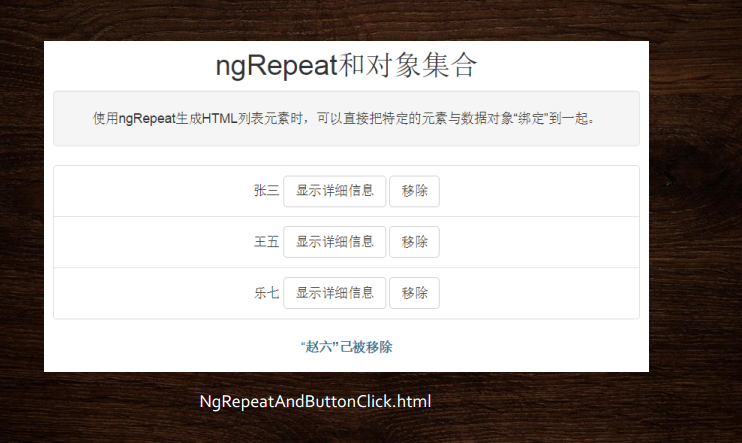 ngRepeat和对象集合
使用ngRepeat生成HTML列表元素时，可以直接把特定的元素与数据对象“绑定”到一起。
张三 显示详细信息 移除
王五 显示详细信息 移除
乐七 显示详细信息 移除
“赵六”己被移除
NgRepeatAndButtonClick.html